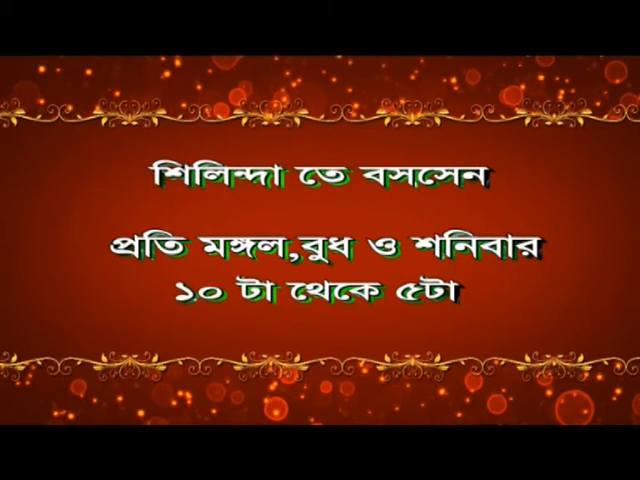 শিলিন্দা তে বসসেন
প্রতি মঙ্গল,বুধ ও শনিবার
১০ টা থেকে ৫টা